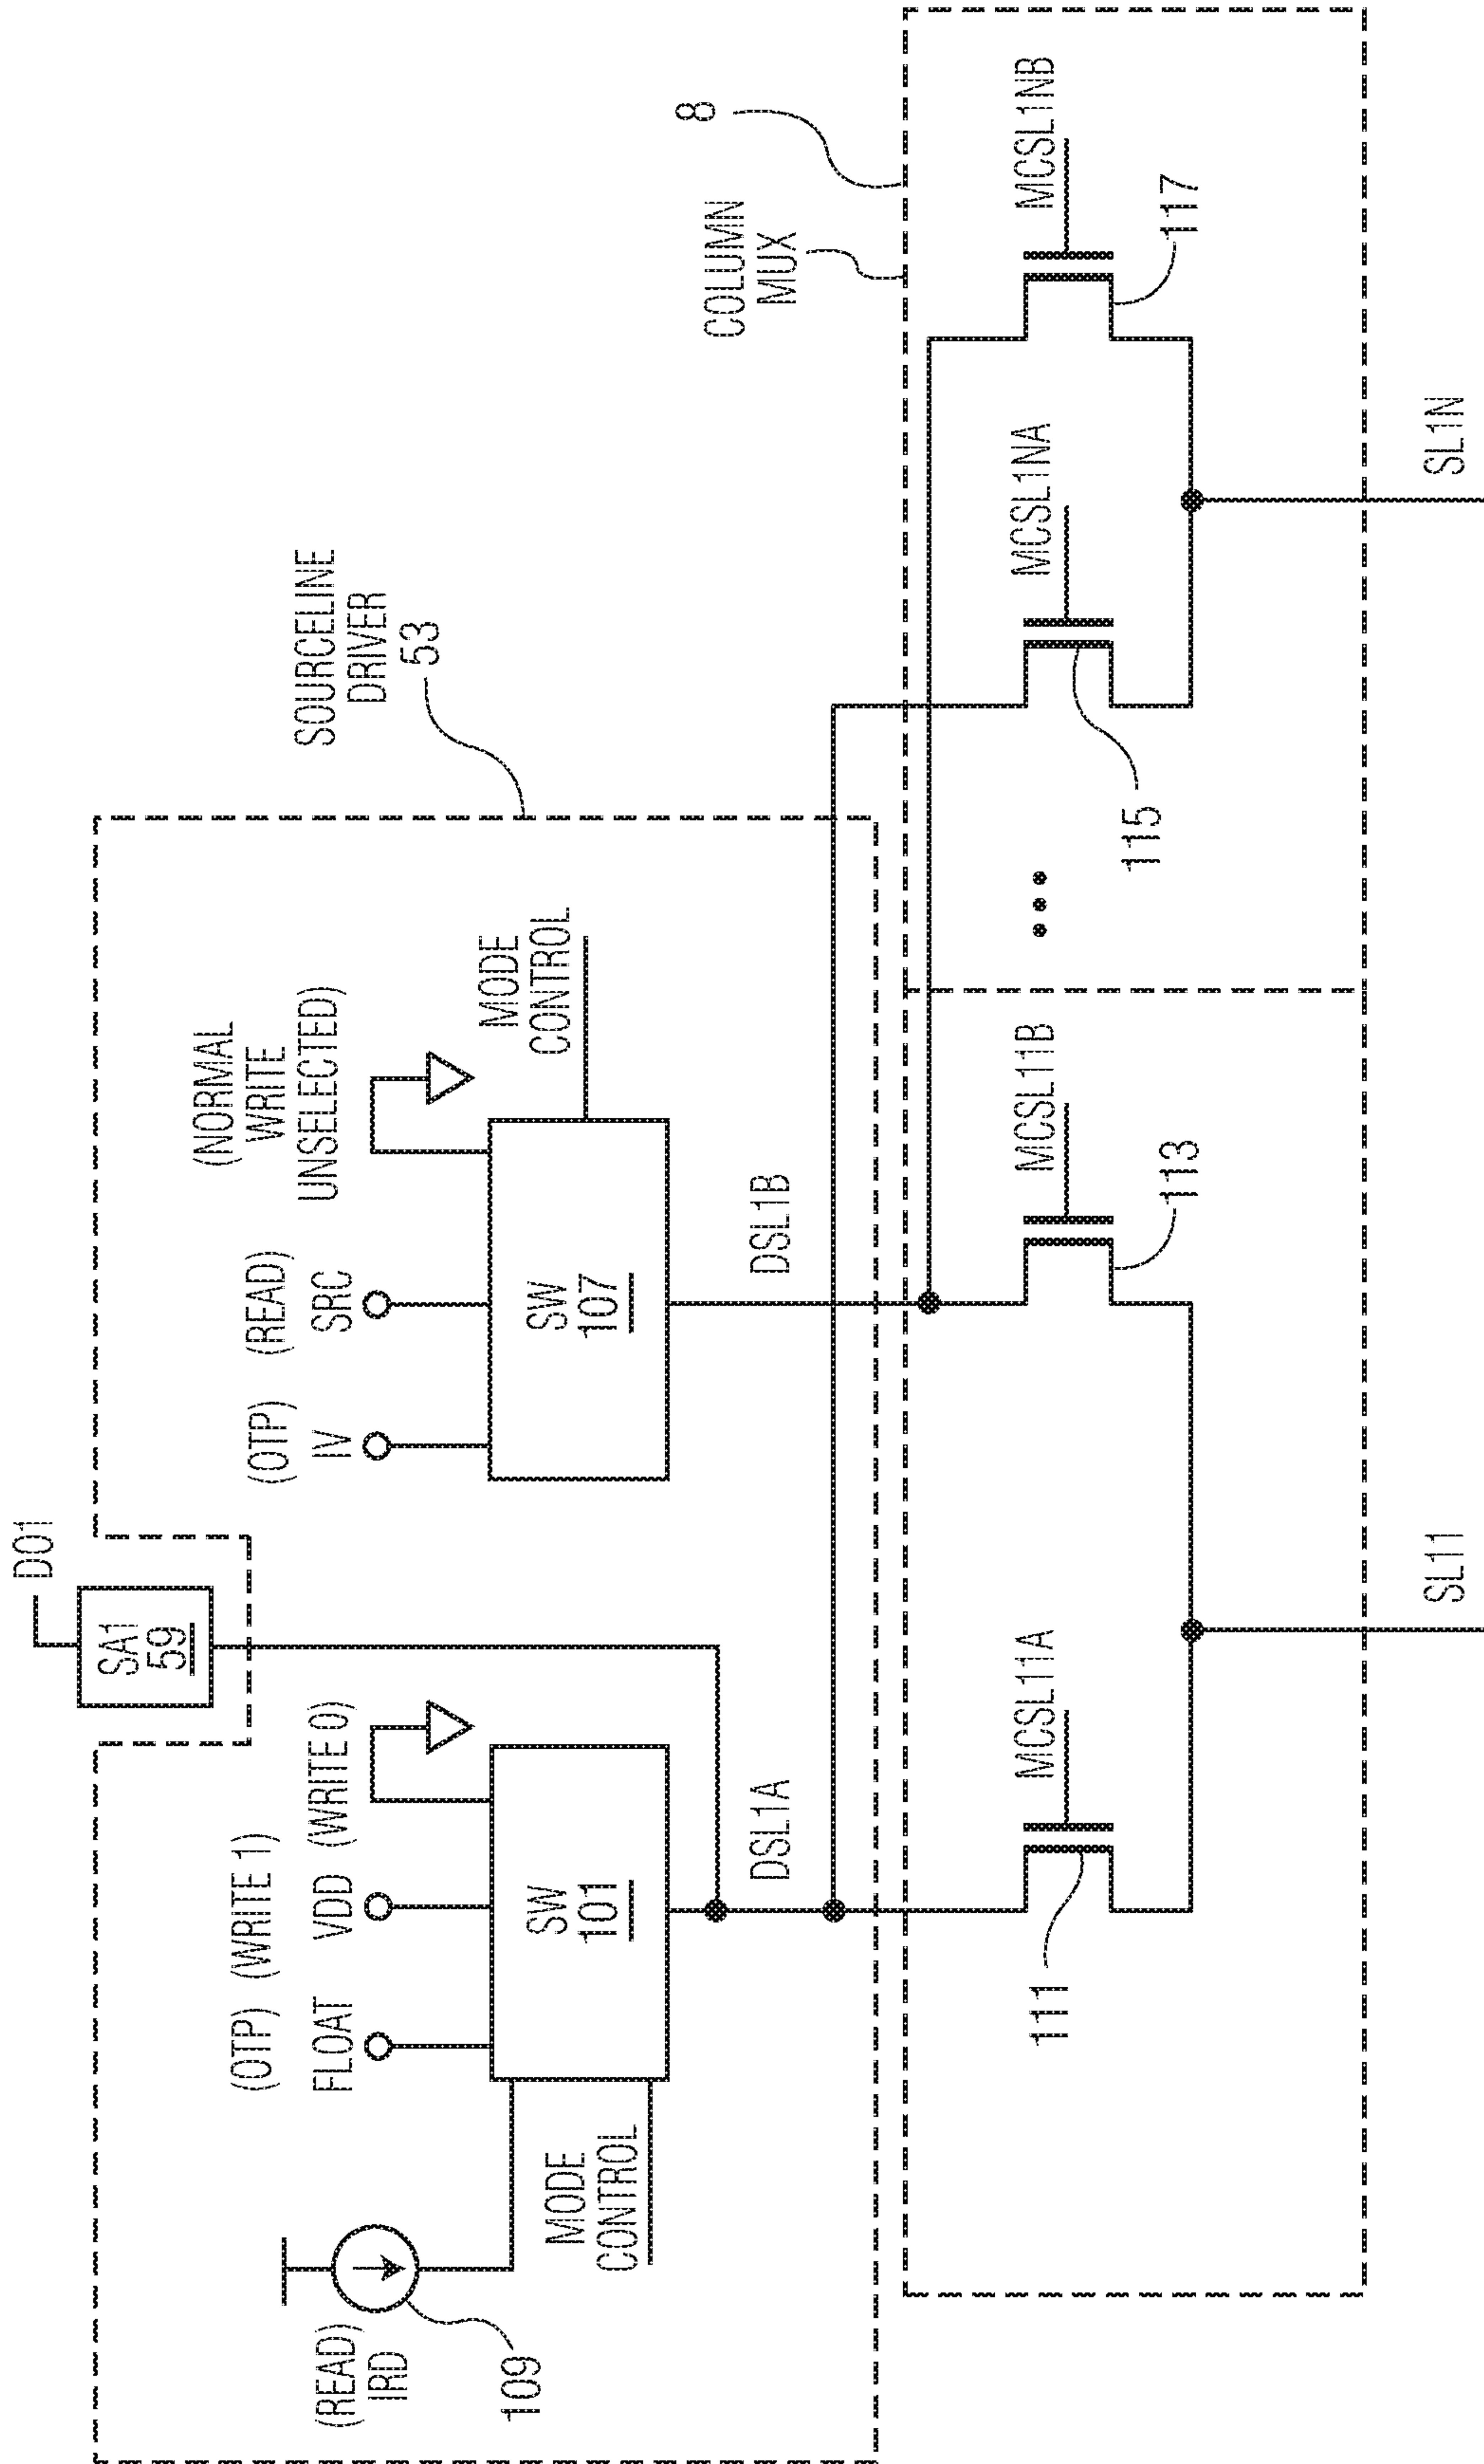 D01
SA1
59
SOURCELINE
DRIVER
53
(READ)
IRD
109
(OTP)
FLOAT
(WRITE 1)
VDD
(WRITE 0)
MODE
CONTROL
SW
101
(OTP)
IV
(READ)
SRC
(NORMAL
WRITE
UNSELECTED)
MODE
CONTROL
SW
107
DSL1A
DSL1B
COLUMN
MUX
8
111
MCSL11A
MCSL11B
113
115
MCSL1NA
MCSL1NB
117
SL11
SL1N